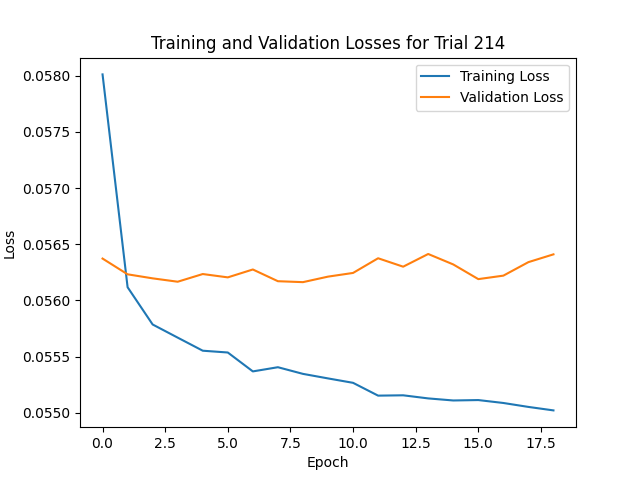 Training and Validation Losses for Trial 214
Training Loss
Validation Loss
0.0580
0.0575
0.0570
0.0565
0.0560
0.0555
0.0550
Loss
0.0 2.5 5.0 7.5 10.0 12.5 15.0 17.5
Epoch